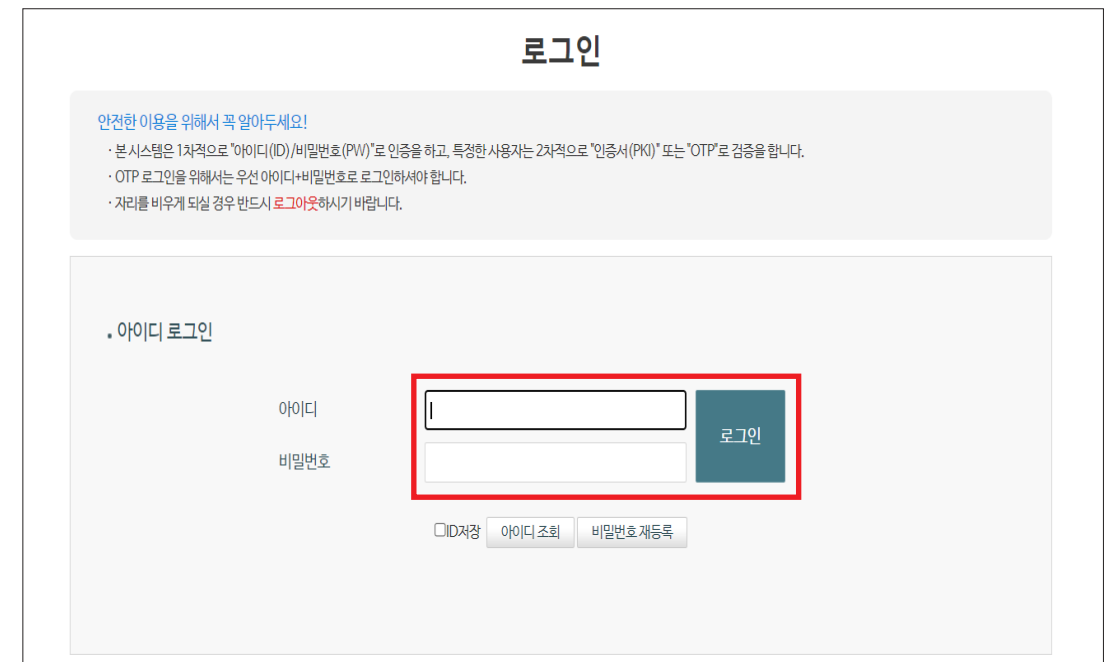 로그인
안전한 이용을 위해서 꼭 알아두세요!
· 본 시스템은 1차적으로 "아이디(ID)/비밀번호(PW)"로 인증을 하고, 특정한 사용자는 2차적으로 "인증서(PKI)" 또는 "OTP"로 검증을 합니다.
· OTP 로그인을 위해서는 우선 아이디+비밀번호로 로그인하셔야 합니다.
· 자리를 비우게 되실 경우 반드시 로그아웃하시기 바랍니다.
. 아이디 로그인
아이디
로그인
비밀번호
ID저장 아이디 조회 비밀번호 재등록